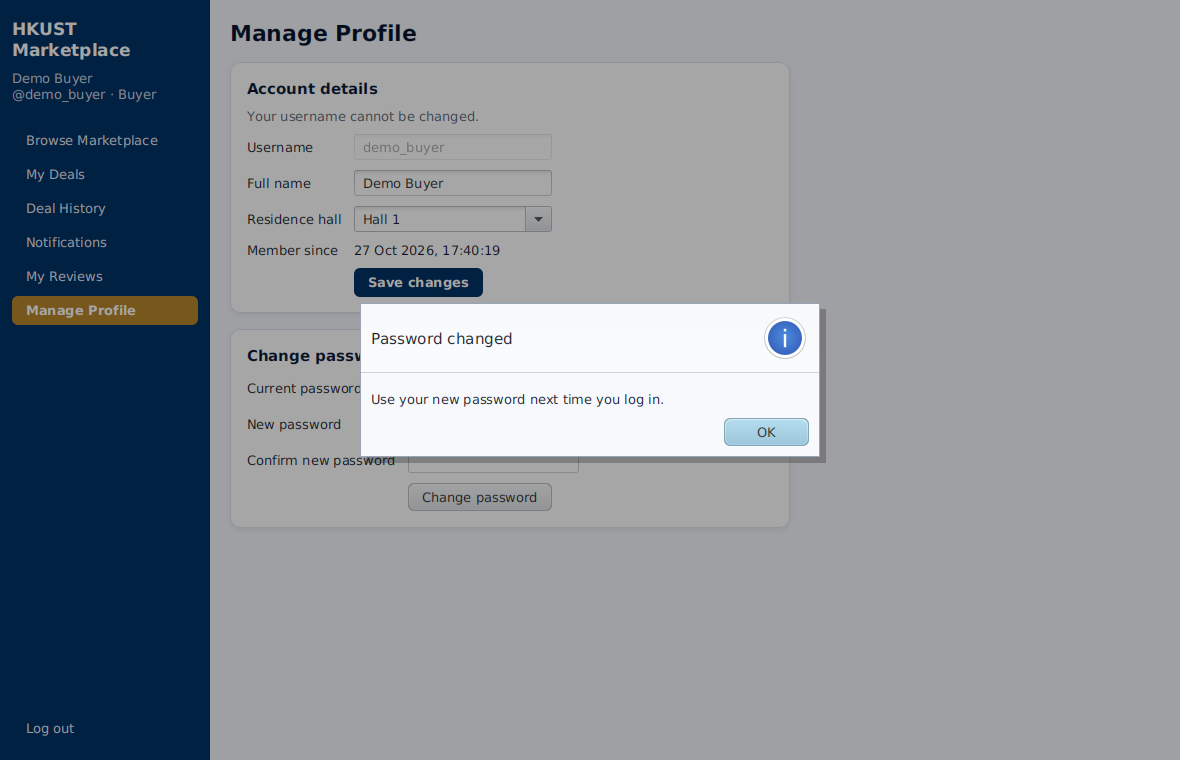 HKUST
Marketplace
Demo Buyer
@demo_buyer · Buyer
Browse Marketplace
My Deals
Deal History
Notifications
My Reviews
Manage Profile
Log out
Manage Profile
Account details
Your username cannot be changed.
Username demo_buyer
Full name Demo Buyer
Residence hall Hall 1
Member since 27 Oct 2026, 17:40:19
Save changes
Change passw
Current password
New password
Confirm new password
Change password
Password changed
Use your new password next time you log in.
OK